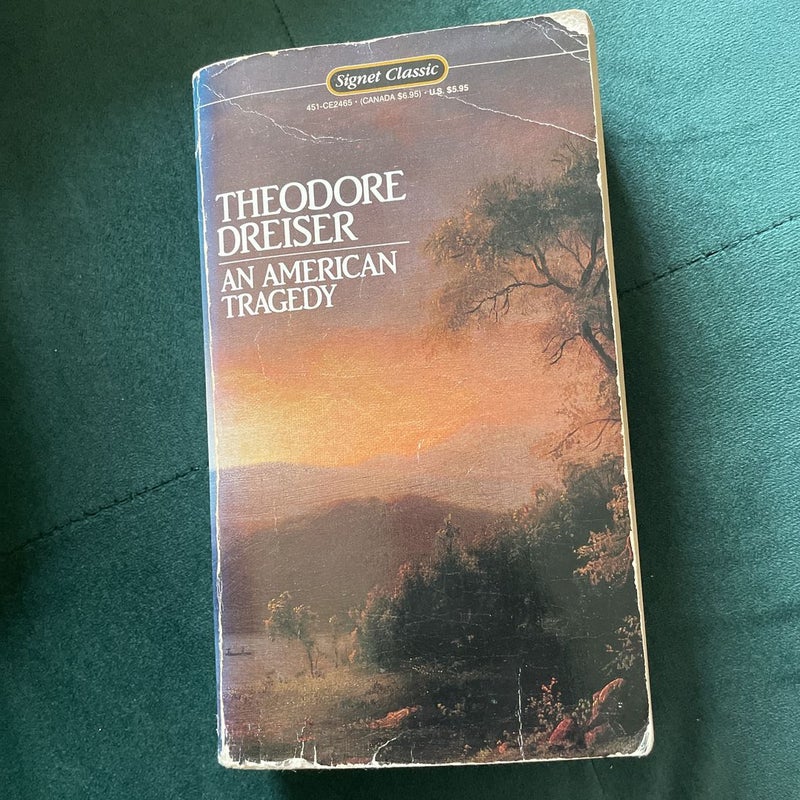 Signet Classic
451-CE2465 • (CANADA $6.95) • U.S. $5.95
THEODORE
DREISER
AN AMERICAN
TRAGEDY